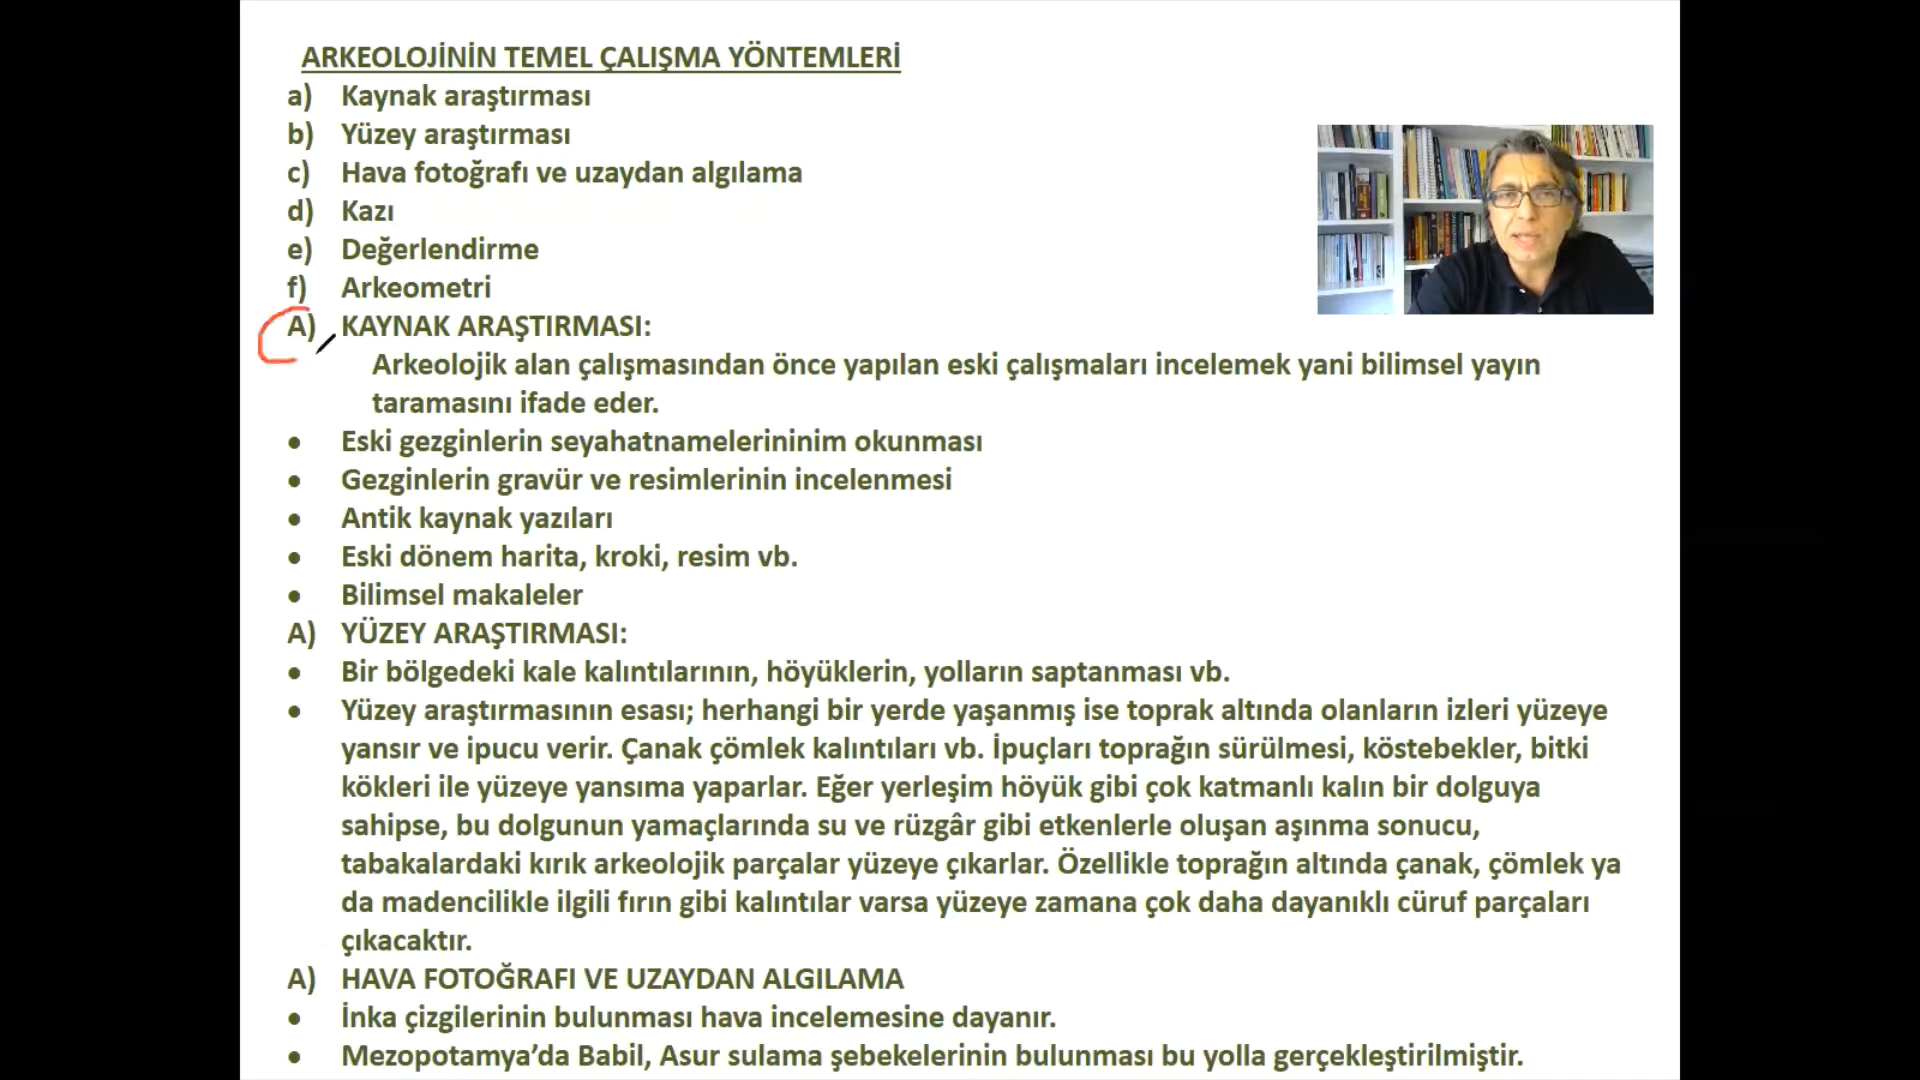 ARKEOLOJİNİN TEMEL ÇALIŞMA YÖNTEMLERİ
a) Kaynak araştırması
b) Yüzey araştırması
c) Hava fotoğrafı ve uzaydan algılama
d) Kazı
e) Değerlendirme
f) Arkeometri
A) KAYNAK ARAŞTIRMASI:
Arkeolojik alan çalışmasından önce yapılan eski çalışmaları incelemek yani bilimsel yayın
taramasını ifade eder.
• Eski gezginlerin seyahatnamelerininim okunması
• Gezginlerin gravür ve resimlerinin incelenmesi
• Antik kaynak yazıları
• Eski dönem harita, kroki, resim vb.
• Bilimsel makaleler
A) YÜZEY ARAŞTIRMASI:
• Bir bölgedeki kale kalıntılarının, höyüklerin, yolların saptanması vb.
• Yüzey araştırmasının esası; herhangi bir yerde yaşanmış ise toprak altında olanların izleri yüzeye
yansır ve ipucu verir. Çanak çömlek kalıntıları vb. İpuçları toprağın sürülmesi, köstebekler, bitki
kökleri ile yüzeye yansıma yaparlar. Eğer yerleşim höyük gibi çok katmanlı kalın bir dolguya
sahipse, bu dolgunun yamaçlarında su ve rüzgâr gibi etkenlerle oluşan aşınma sonucu,
tabakalardaki kırık arkeolojik parçalar yüzeye çıkarlar. Özellikle toprağın altında çanak, çömlek ya
da madencilikle ilgili fırın gibi kalıntılar varsa yüzeye zamana çok daha dayanıklı cüruf parçaları
çıkacaktır.
A) HAVA FOTOĞRAFI VE UZAYDAN ALGILAMA
• İnka çizgilerinin bulunması hava incelemesine dayanır.
• Mezopotamya’da Babil, Asur sulama şebekelerinin bulunması bu yolla gerçekleştirilmiştir.